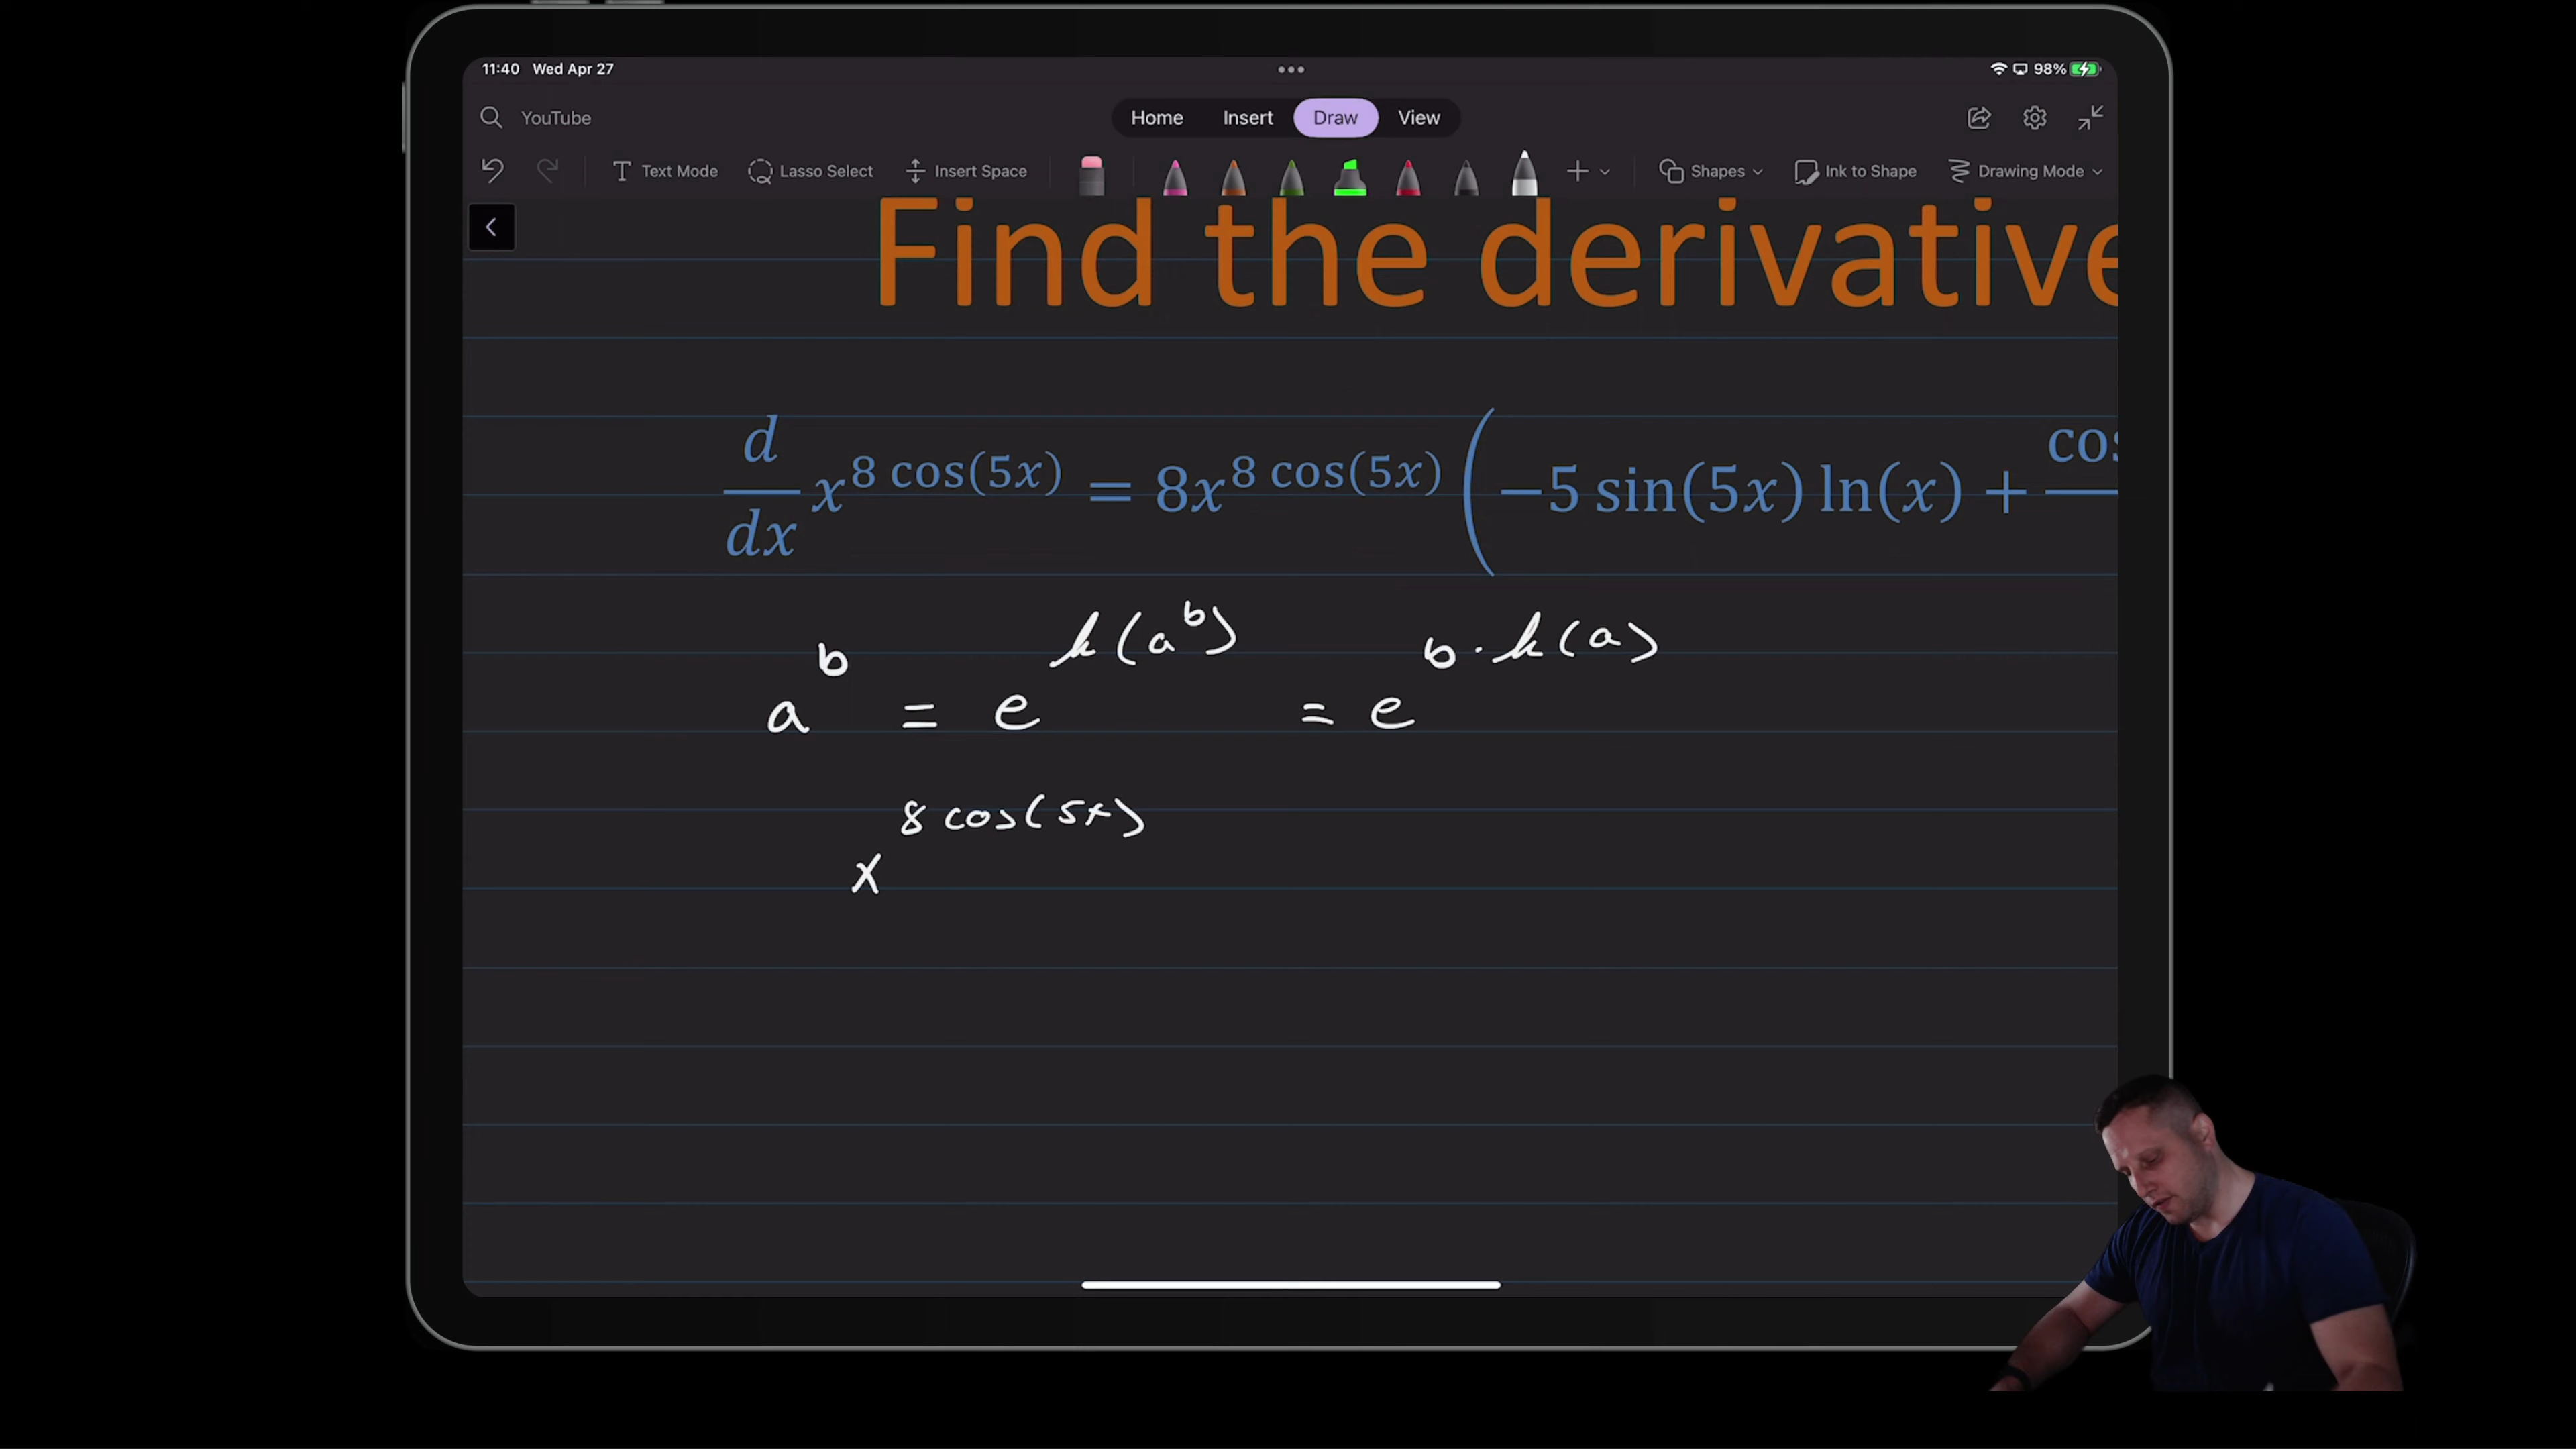 11:40 Wed Apr 27 98%
YouTube Home Insert Draw View
Text Mode Lasso Select Insert Space Shapes Ink to Shape Drawing Mode
Find the derivative
d/dx x^{8 cos(5x)} = 8x^{8 cos(5x)} (−5 sin(5x) ln(x) + cos
a^b = e^{ln(a^b)} = e^{b · ln(a)}
x^{8 cos(5x)}